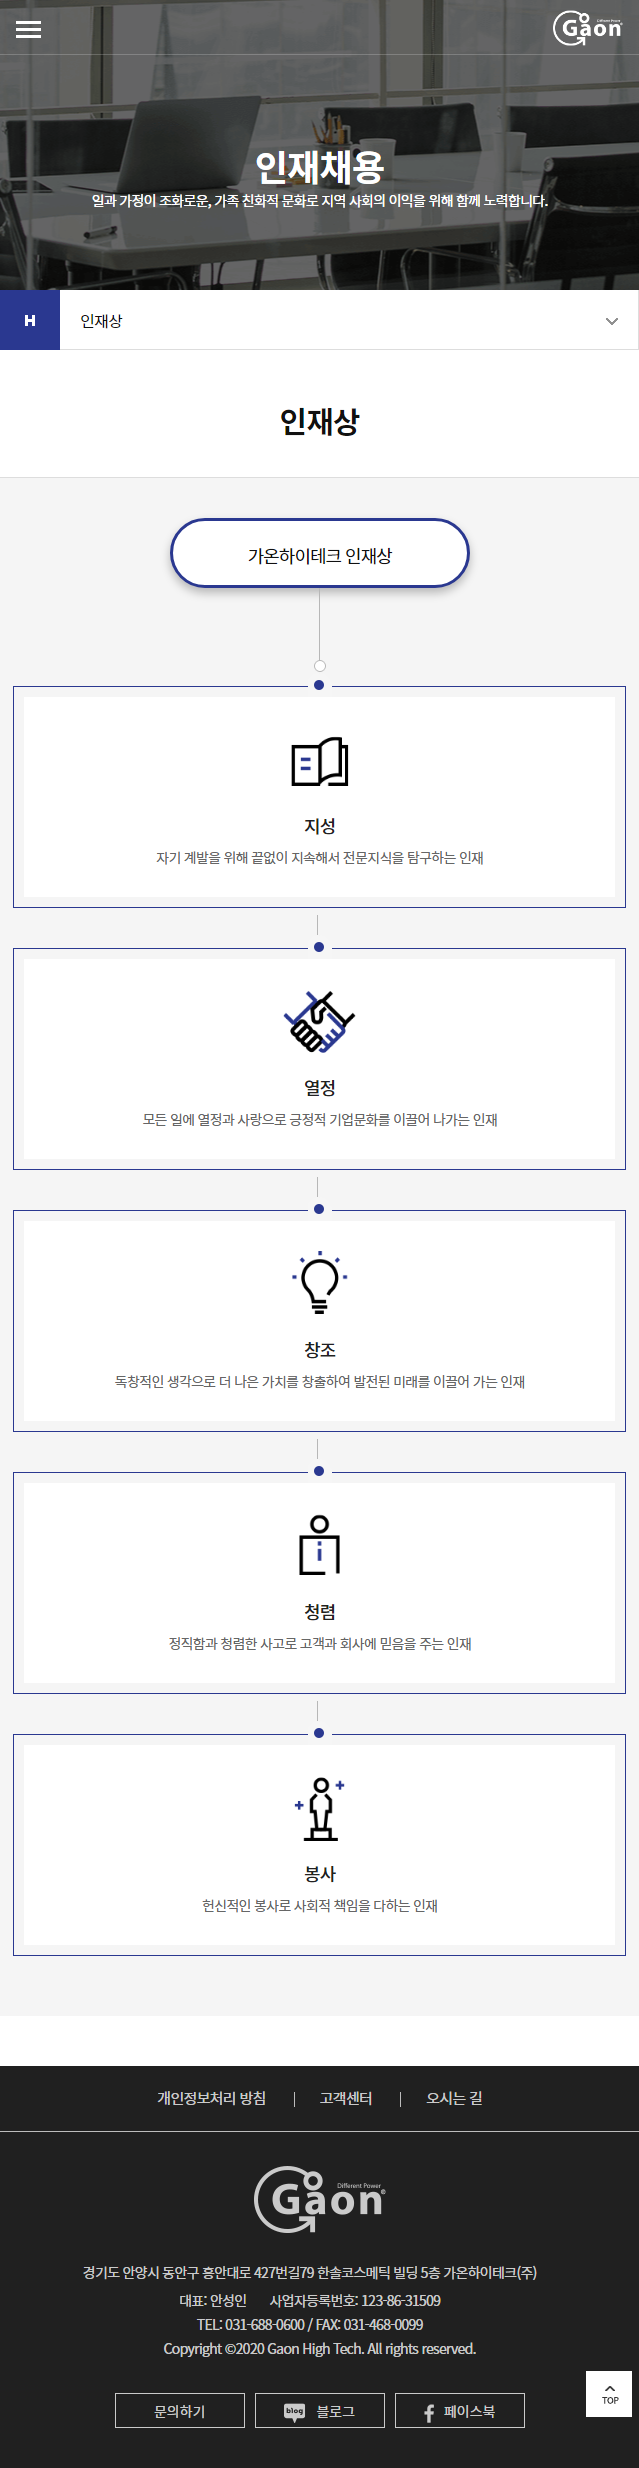 Different Power
Gaon
인재채용
일과 가정이 조화로운, 가족 친화적 문화로 지역 사회의 이익을 위해 함께 노력합니다.
H
인재상
인재상
가온하이테크 인재상
지성
자기 계발을 위해 끝없이 지속해서 전문지식을 탐구하는 인재
열정
모든 일에 열정과 사랑으로 긍정적 기업문화를 이끌어 나가는 인재
창조
독창적인 생각으로 더 나은 가치를 창출하여 발전된 미래를 이끌어 가는 인재
청렴
정직함과 청렴한 사고로 고객과 회사에 믿음을 주는 인재
봉사
헌신적인 봉사로 사회적 책임을 다하는 인재
개인정보처리 방침 | 고객센터 | 오시는 길
Different Power
Gaon®
경기도 안양시 동안구 흥안대로 427번길79 한솔코스메틱 빌딩 5층 가온하이테크(주)
대표: 안성인 사업자등록번호: 123-86-31509
TEL: 031-688-0600 / FAX: 031-468-0099
Copyright ©2020 Gaon High Tech. All rights reserved.
문의하기 blog 블로그 페이스북
TOP